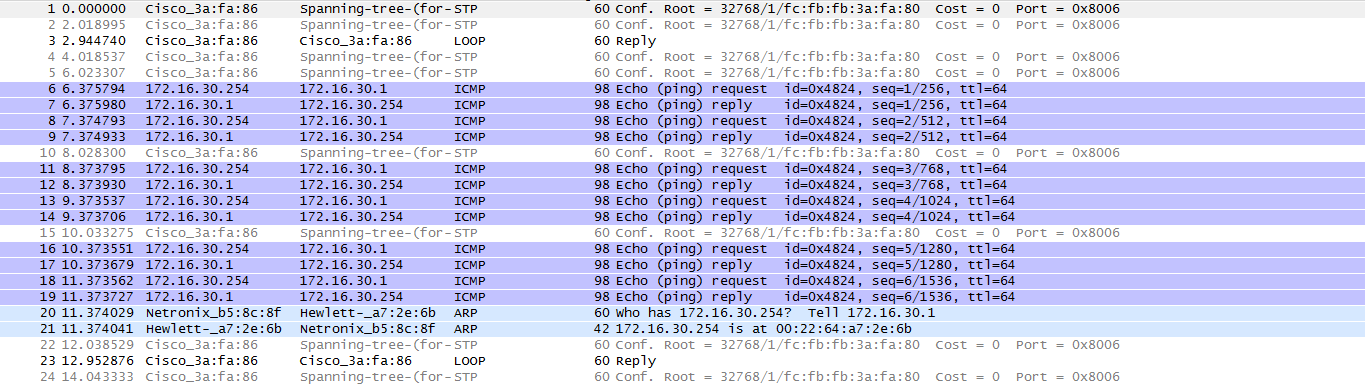 1 0.000000 Cisco_3a:fa:86 Spanning-tree-(for-STP 60 Conf. Root = 32768/1/fc:fb:fb:3a:fa:80 Cost = 0 Port = 0x8006
2 2.018995 Cisco_3a:fa:86 Spanning-tree-(for-STP 60 Conf. Root = 32768/1/fc:fb:fb:3a:fa:80 Cost = 0 Port = 0x8006
3 2.944740 Cisco_3a:fa:86 Cisco_3a:fa:86 LOOP 60 Reply
4 4.018537 Cisco_3a:fa:86 Spanning-tree-(for-STP 60 Conf. Root = 32768/1/fc:fb:fb:3a:fa:80 Cost = 0 Port = 0x8006
5 6.023307 Cisco_3a:fa:86 Spanning-tree-(for-STP 60 Conf. Root = 32768/1/fc:fb:fb:3a:fa:80 Cost = 0 Port = 0x8006
6 6.375794 172.16.30.254 172.16.30.1 ICMP 98 Echo (ping) request id=0x4824, seq=1/256, ttl=64
7 6.375980 172.16.30.1 172.16.30.254 ICMP 98 Echo (ping) reply id=0x4824, seq=1/256, ttl=64
8 7.374793 172.16.30.254 172.16.30.1 ICMP 98 Echo (ping) request id=0x4824, seq=2/512, ttl=64
9 7.374933 172.16.30.1 172.16.30.254 ICMP 98 Echo (ping) reply id=0x4824, seq=2/512, ttl=64
10 8.028300 Cisco_3a:fa:86 Spanning-tree-(for-STP 60 Conf. Root = 32768/1/fc:fb:fb:3a:fa:80 Cost = 0 Port = 0x8006
11 8.373795 172.16.30.254 172.16.30.1 ICMP 98 Echo (ping) request id=0x4824, seq=3/768, ttl=64
12 8.373930 172.16.30.1 172.16.30.254 ICMP 98 Echo (ping) reply id=0x4824, seq=3/768, ttl=64
13 9.373537 172.16.30.254 172.16.30.1 ICMP 98 Echo (ping) request id=0x4824, seq=4/1024, ttl=64
14 9.373706 172.16.30.1 172.16.30.254 ICMP 98 Echo (ping) reply id=0x4824, seq=4/1024, ttl=64
15 10.033275 Cisco_3a:fa:86 Spanning-tree-(for-STP 60 Conf. Root = 32768/1/fc:fb:fb:3a:fa:80 Cost = 0 Port = 0x8006
16 10.373551 172.16.30.254 172.16.30.1 ICMP 98 Echo (ping) request id=0x4824, seq=5/1280, ttl=64
17 10.373679 172.16.30.1 172.16.30.254 ICMP 98 Echo (ping) reply id=0x4824, seq=5/1280, ttl=64
18 11.373562 172.16.30.254 172.16.30.1 ICMP 98 Echo (ping) request id=0x4824, seq=6/1536, ttl=64
19 11.373727 172.16.30.1 172.16.30.254 ICMP 98 Echo (ping) reply id=0x4824, seq=6/1536, ttl=64
20 11.374029 Netronix_b5:8c:8f Hewlett-_a7:2e:6b ARP 60 Who has 172.16.30.254? Tell 172.16.30.1
21 11.374041 Hewlett-_a7:2e:6b Netronix_b5:8c:8f ARP 42 172.16.30.254 is at 00:22:64:a7:2e:6b
22 12.038529 Cisco_3a:fa:86 Spanning-tree-(for-STP 60 Conf. Root = 32768/1/fc:fb:fb:3a:fa:80 Cost = 0 Port = 0x8006
23 12.952876 Cisco_3a:fa:86 Cisco_3a:fa:86 LOOP 60 Reply
24 14.043333 Cisco_3a:fa:86 Spanning-tree-(for-STP 60 Conf. Root = 32768/1/fc:fb:fb:3a:fa:80 Cost = 0 Port = 0x8006